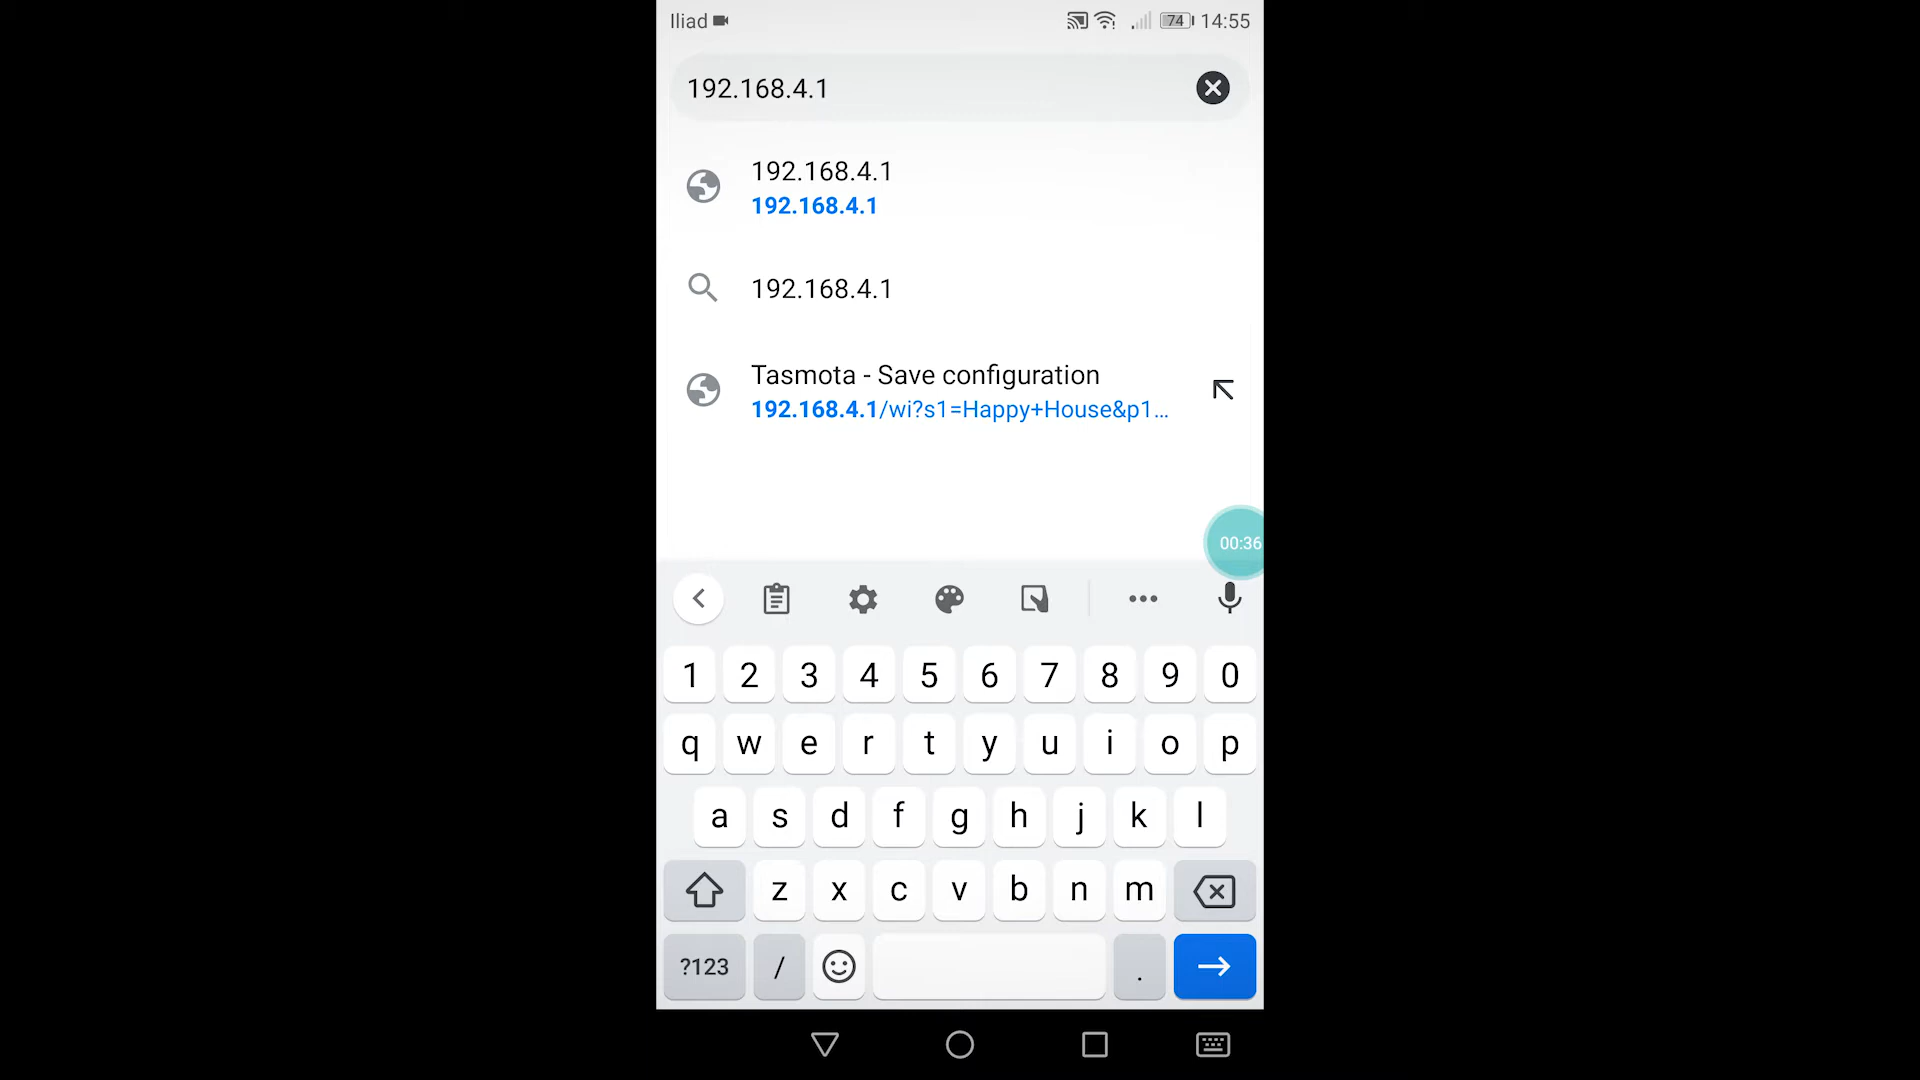 Iliad
74 14:55
192.168.4.1
192.168.4.1
192.168.4.1
192.168.4.1
Tasmota - Save configuration
192.168.4.1/wi?s1=Happy+House&p1...
00:36
1 2 3 4 5 6 7 8 9 0
q w e r t y u i o p
a s d f g h j k l
z x c v b n m
?123 / .